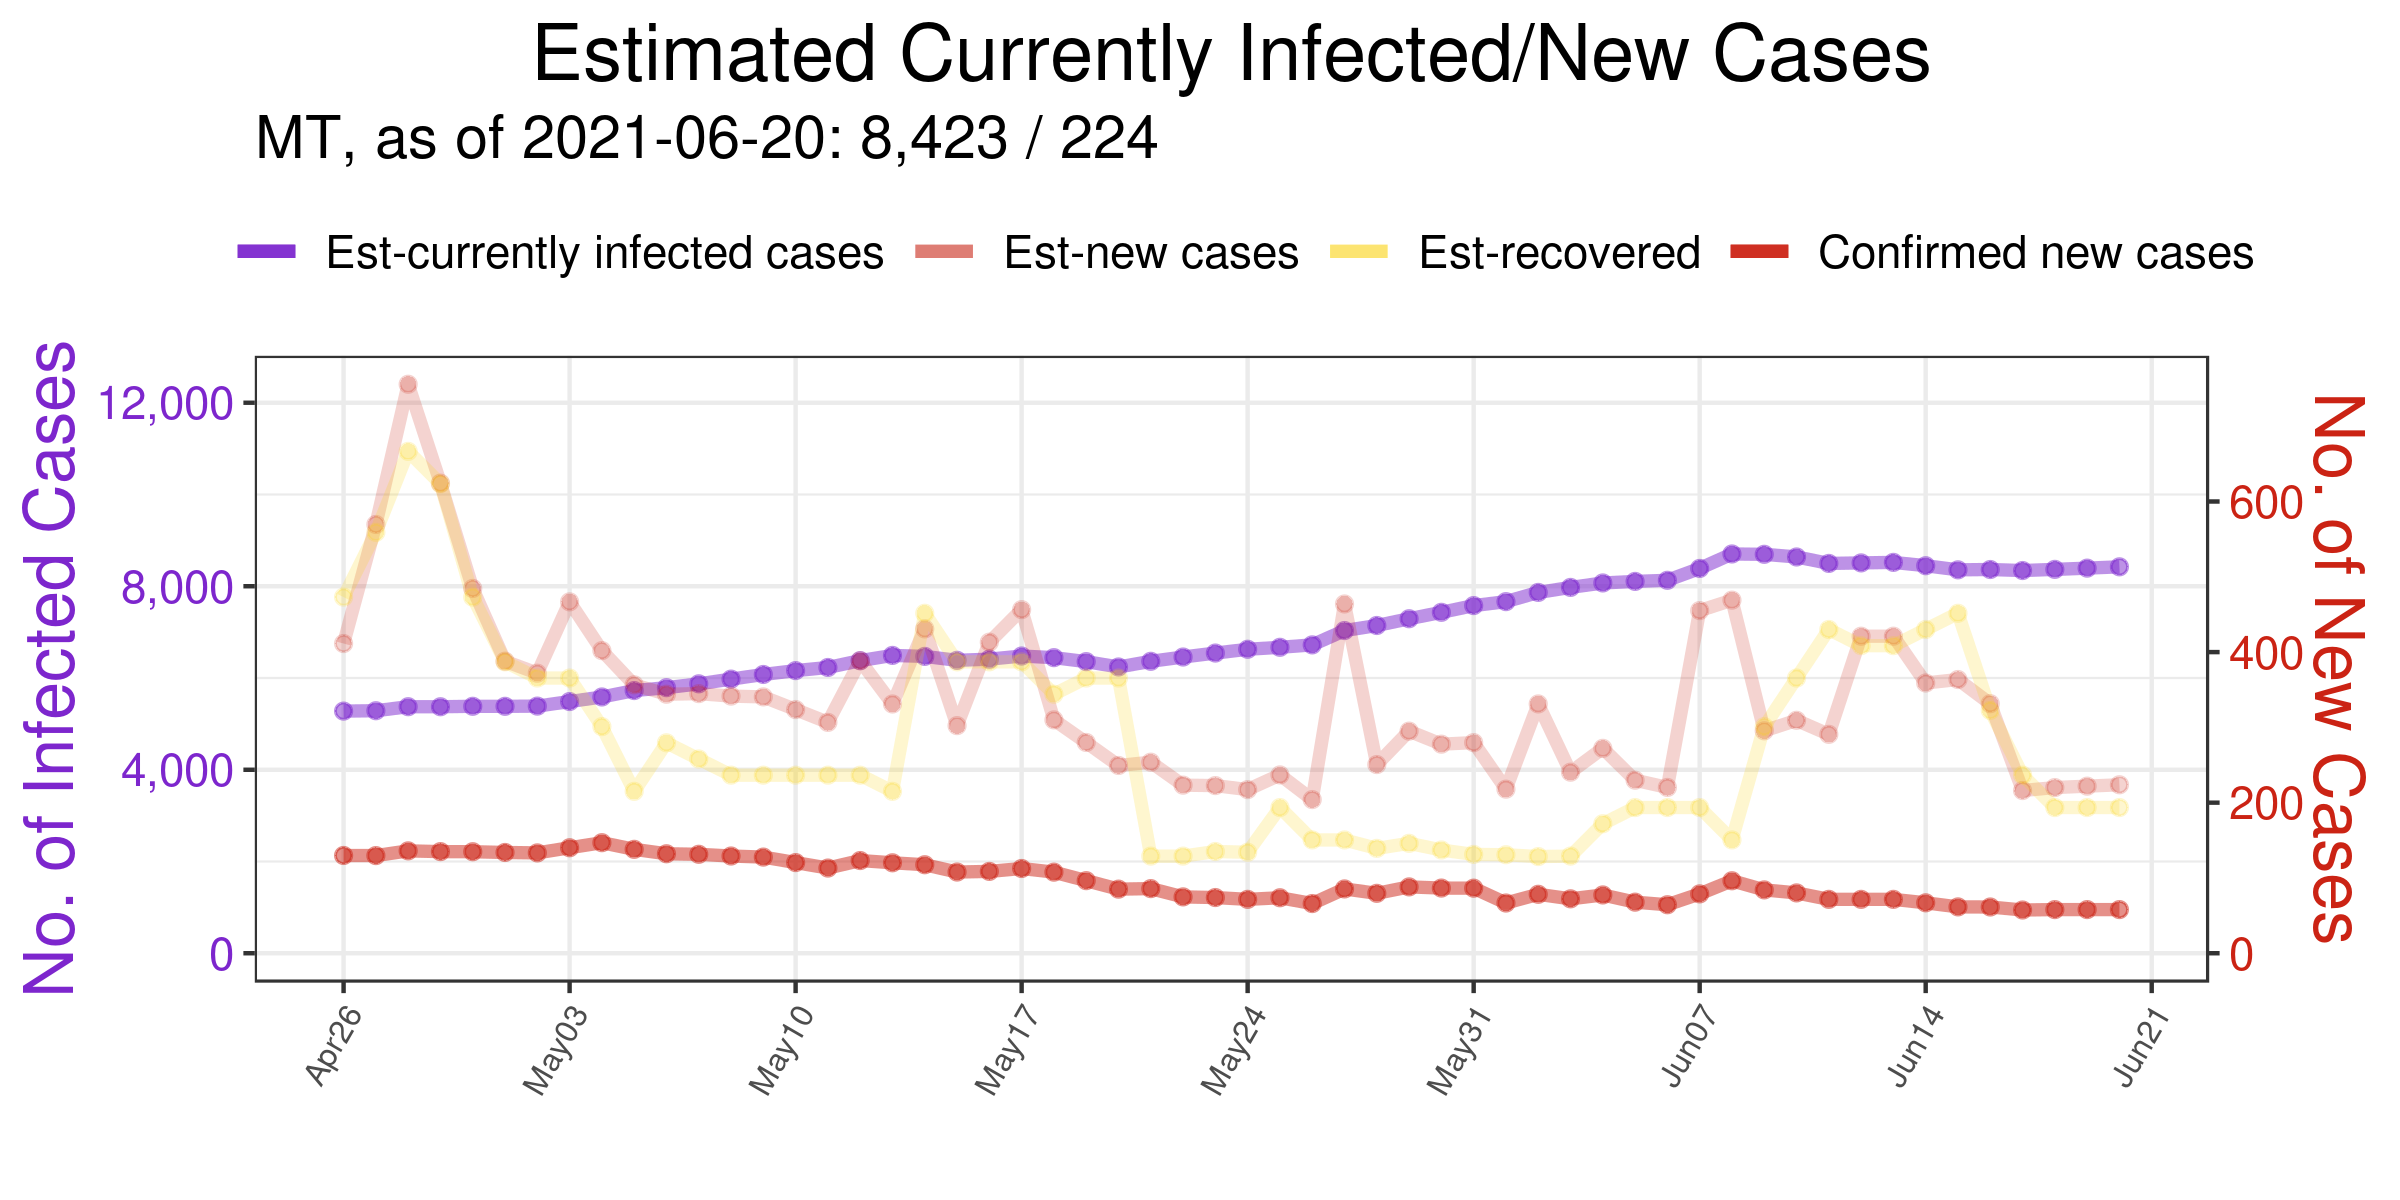 Estimated Currently Infected/New Cases
MT, as of 2021-06-20: 8,423 / 224
Est-currently infected cases
Est-new cases
Est-recovered
Confirmed new cases
No. of Infected Cases
12,000
8,000
4,000
0
No. of New Cases
600
400
200
0
Apr26
May03
May10
May17
May24
May31
Jun07
Jun14
Jun21